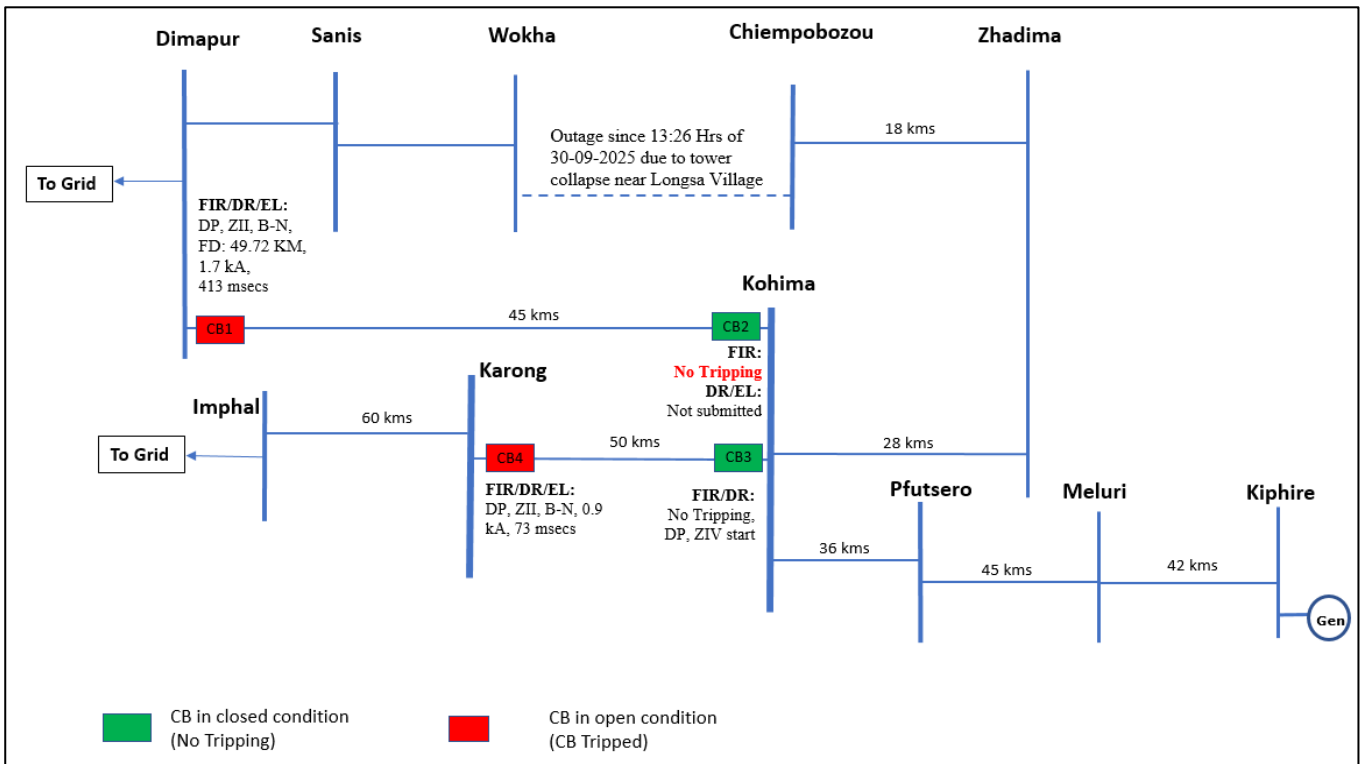 Dimapur
Sanis
Wokha
Chiempobozou
Zhadima
Outage since 13:26 Hrs of
30-09-2025 due to tower
collapse near Longsa Village
18 kms
To Grid
FIR/DR/EL:
DP, ZII, B-N,
FD: 49.72 KM,
1.7 kA,
413 msecs
Kohima
CB1
45 kms
CB2
FIR:
No Tripping
DR/EL:
Not submitted
Karong
Imphal
60 kms
To Grid
CB4
50 kms
CB3
28 kms
FIR/DR/EL:
DP, ZII, B-N, 0.9
kA, 73 msecs
FIR/DR:
No Tripping,
DP, ZIV start
Pfutsero
Meluri
Kiphire
36 kms
45 kms
42 kms
Gen
CB in closed condition
(No Tripping)
CB in open condition
(CB Tripped)